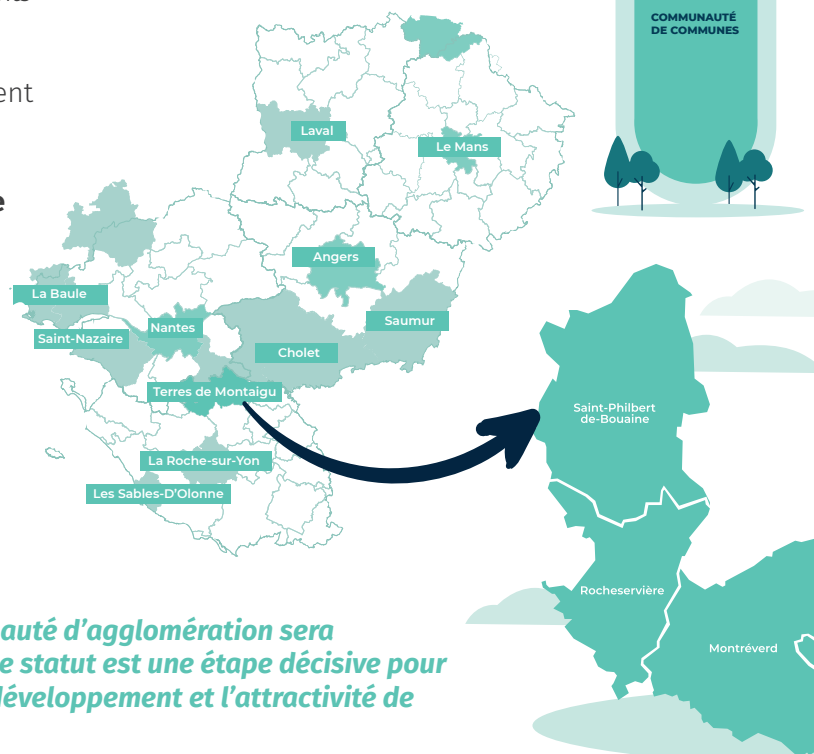 COMMUNAUTÉ
DE COMMUNES
Laval
Le Mans
Angers
La Baule
Saumur
Nantes
Saint-Nazaire
Cholet
Terres de Montaigu
La Roche-sur-Yon
Les Sables-D'Olonne
Saint-Philbert
de-Bouaine
Rocheservière
Montréverd
auté d'agglomération sera
e statut est une étape décisive pour
développement et l'attractivité de